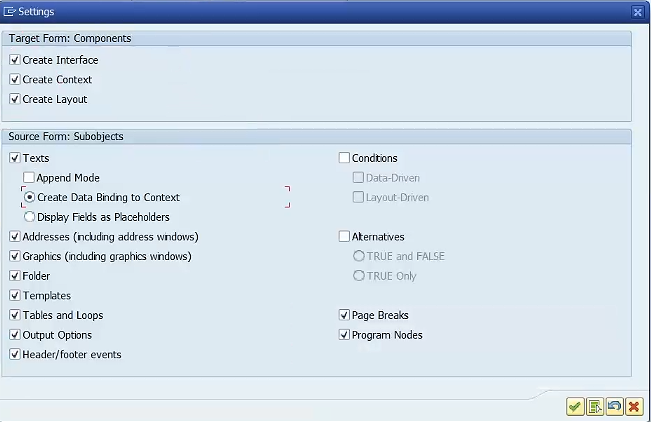 Settings
Target Form: Components
Create Interface
Create Context
Create Layout
Source Form: Subobjects
Texts
Append Mode
Create Data Binding to Context
Display Fields as Placeholders
Addresses (including address windows)
Graphics (including graphics windows)
Folder
Templates
Tables and Loops
Output Options
Header/footer events
Conditions
Data-Driven
Layout-Driven
Alternatives
TRUE and FALSE
TRUE Only
Page Breaks
Program Nodes